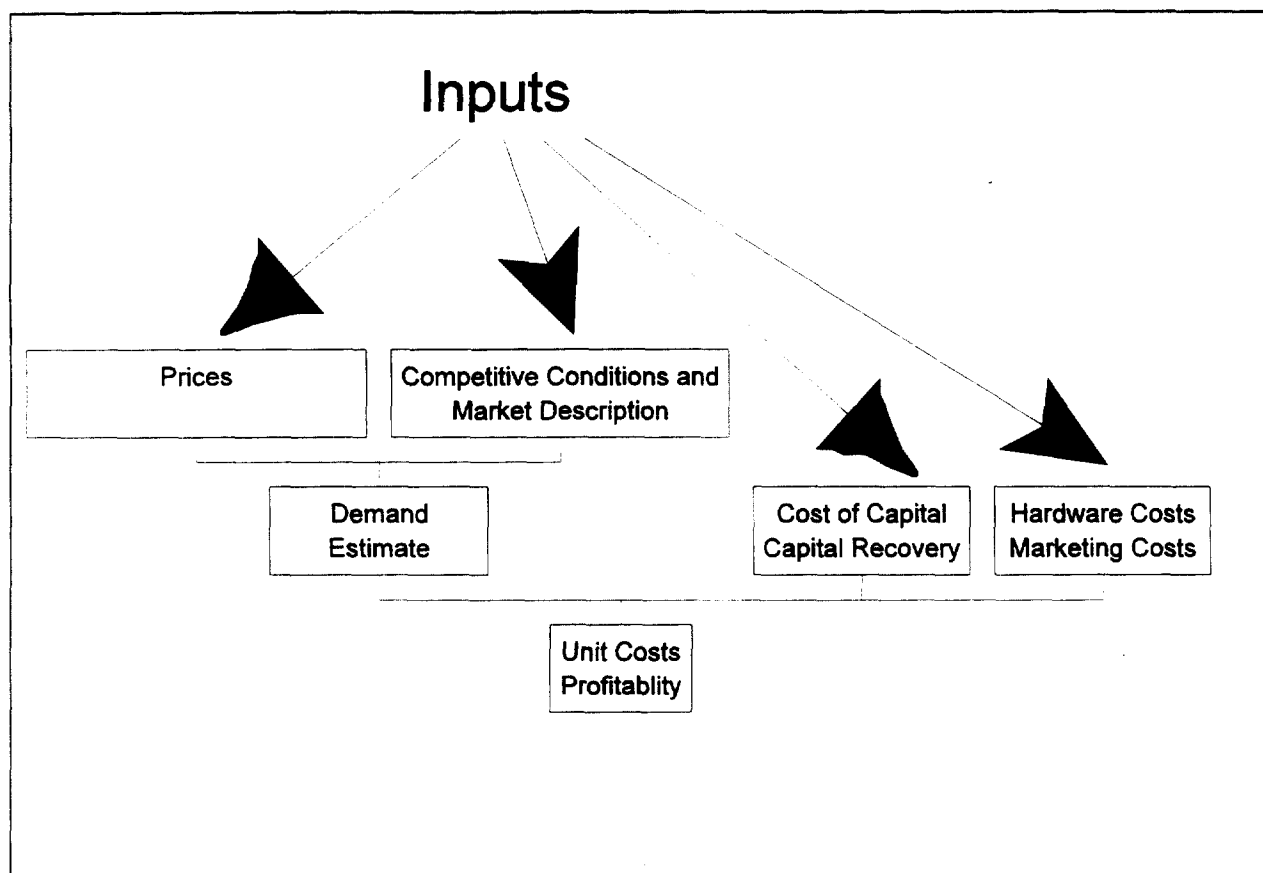 Inputs
Prices
Competitive Conditions and
Market Description
Demand
Estimate
Cost of Capital
Capital Recovery
Hardware Costs
Marketing Costs
Unit Costs
Profitablity